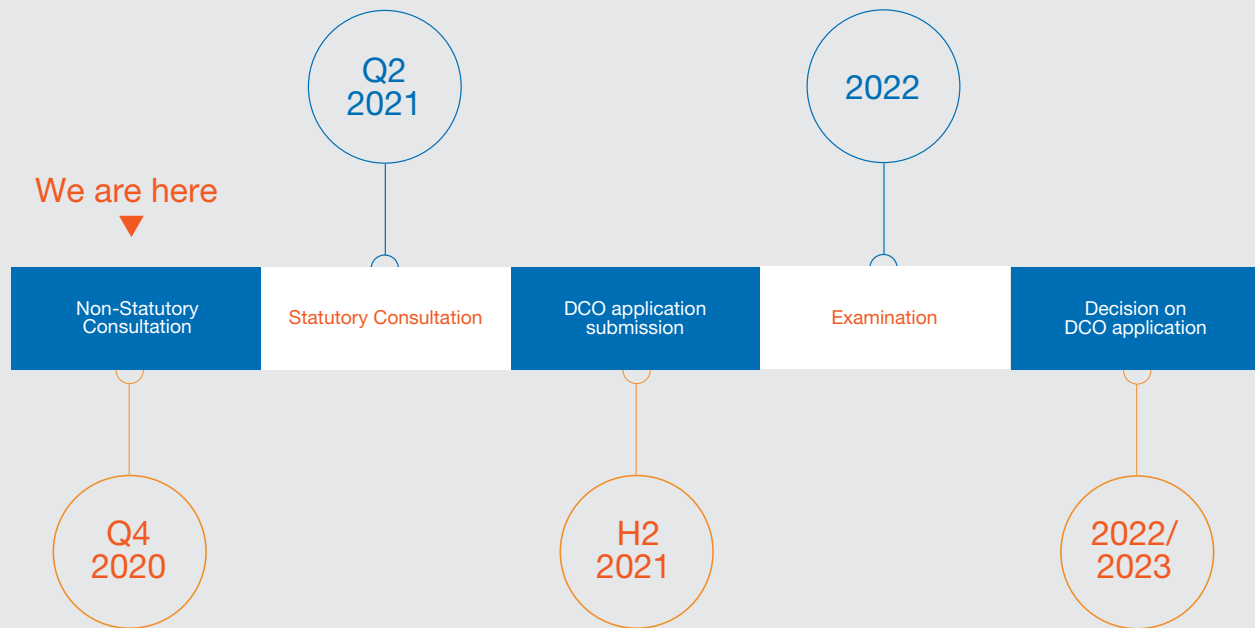 Q2
2021
2022
We are here
Non-Statutory
Consultation
Statutory Consultation
DCO application
submission
Examination
Decision on
DCO application
Q4
2020
H2
2021
2022/
2023